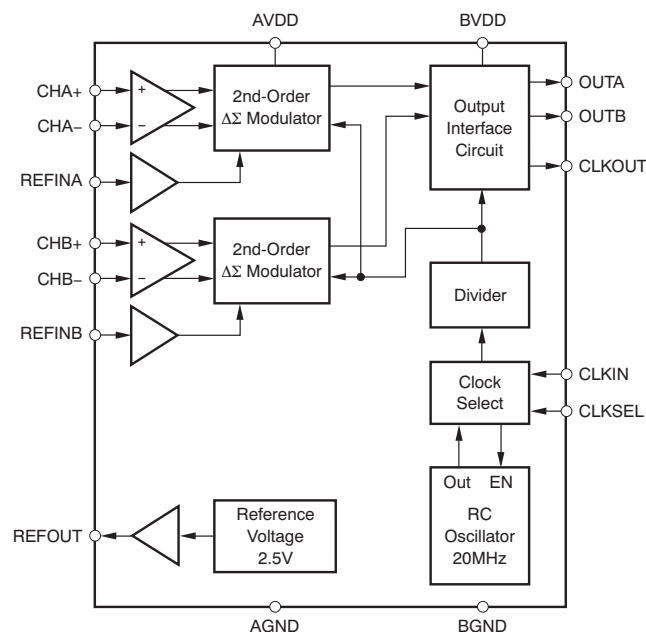 AVDD
BVDD
CHA+
CHA−
REFINA
+
−
2nd-Order
ΔΣ Modulator
Output
Interface
Circuit
OUTA
OUTB
CLKOUT
CHB+
CHB−
REFINB
+
−
2nd-Order
ΔΣ Modulator
Divider
Clock
Select
CLKIN
CLKSEL
Out EN
RC
Oscillator
20MHz
REFOUT
Reference
Voltage
2.5V
AGND
BGND